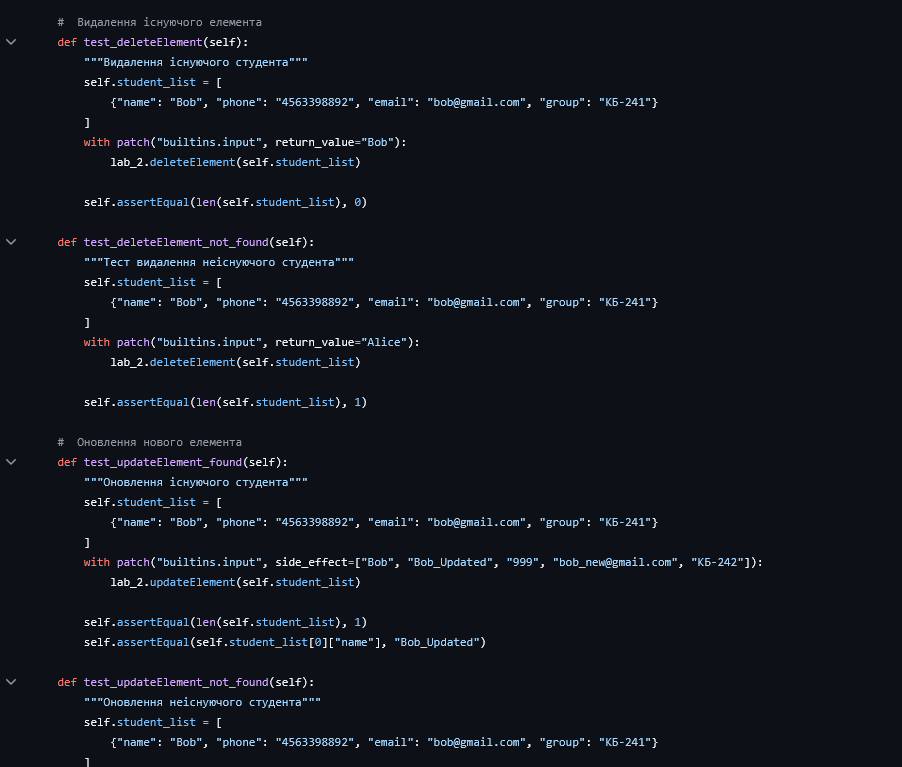 #  Видалення існуючого елемента
def test_deleteElement(self):
"""Видалення існуючого студента"""
self.student_list = [
{"name": "Bob", "phone": "4563398892", "email": "bob@gmail.com", "group": "КБ-241"}
]
with patch("builtins.input", return_value="Bob"):
lab_2.deleteElement(self.student_list)
self.assertEqual(len(self.student_list), 0)
def test_deleteElement_not_found(self):
"""Тест видалення неіснуючого студента"""
self.student_list = [
{"name": "Bob", "phone": "4563398892", "email": "bob@gmail.com", "group": "КБ-241"}
]
with patch("builtins.input", return_value="Alice"):
lab_2.deleteElement(self.student_list)
self.assertEqual(len(self.student_list), 1)
#  Оновлення нового елемента
def test_updateElement_found(self):
"""Оновлення існуючого студента"""
self.student_list = [
{"name": "Bob", "phone": "4563398892", "email": "bob@gmail.com", "group": "КБ-241"}
]
with patch("builtins.input", side_effect=["Bob", "Bob_Updated", "999", "bob_new@gmail.com", "КБ-242"]):
lab_2.updateElement(self.student_list)
self.assertEqual(len(self.student_list), 1)
self.assertEqual(self.student_list[0]["name"], "Bob_Updated")
def test_updateElement_not_found(self):
"""Оновлення неіснуючого студента"""
self.student_list = [
{"name": "Bob", "phone": "4563398892", "email": "bob@gmail.com", "group": "КБ-241"}
]